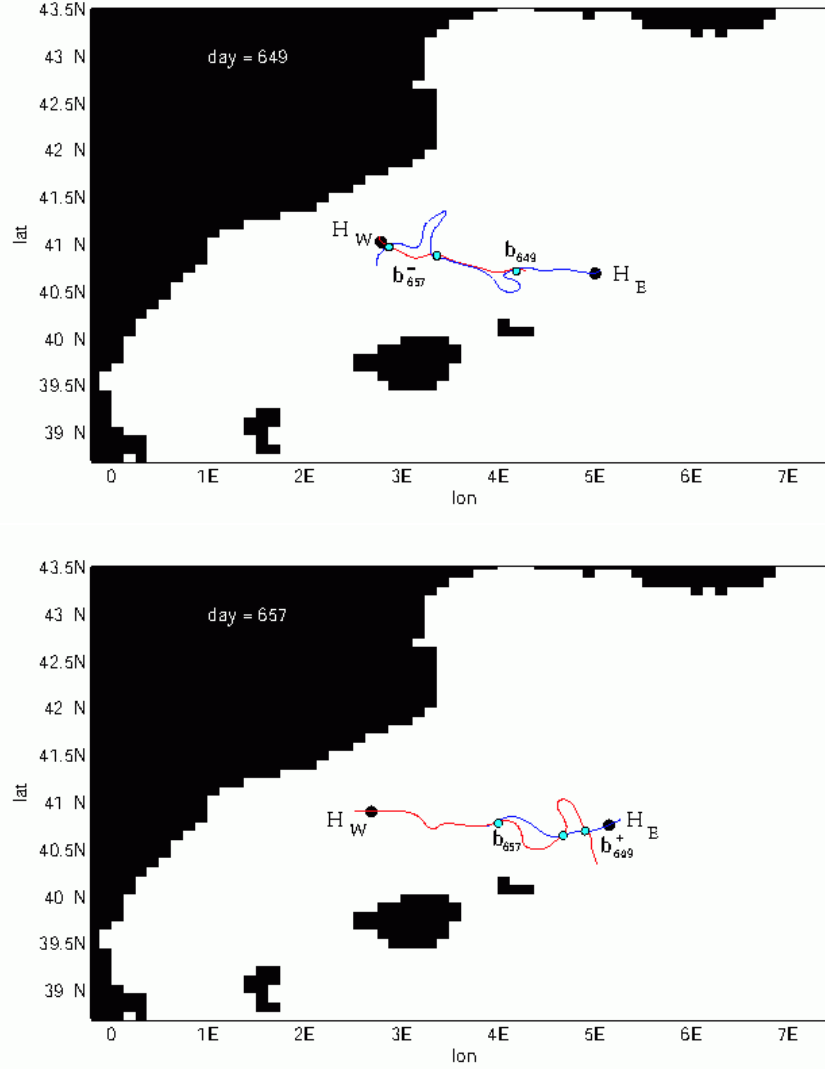 43.5N
43 N
day = 649
42.5N
42 N
41.5N
lat
41 N
H W
b649
b−657
H E
40.5N
40 N
39.5N
39 N
0 1E 2E 3E 4E 5E 6E 7E
lon
43.5N
43 N
day = 657
42.5N
42 N
41.5N
lat
41 N
H W
b657
b+649
H E
40.5N
40 N
39.5N
39 N
0 1E 2E 3E 4E 5E 6E 7E
lon